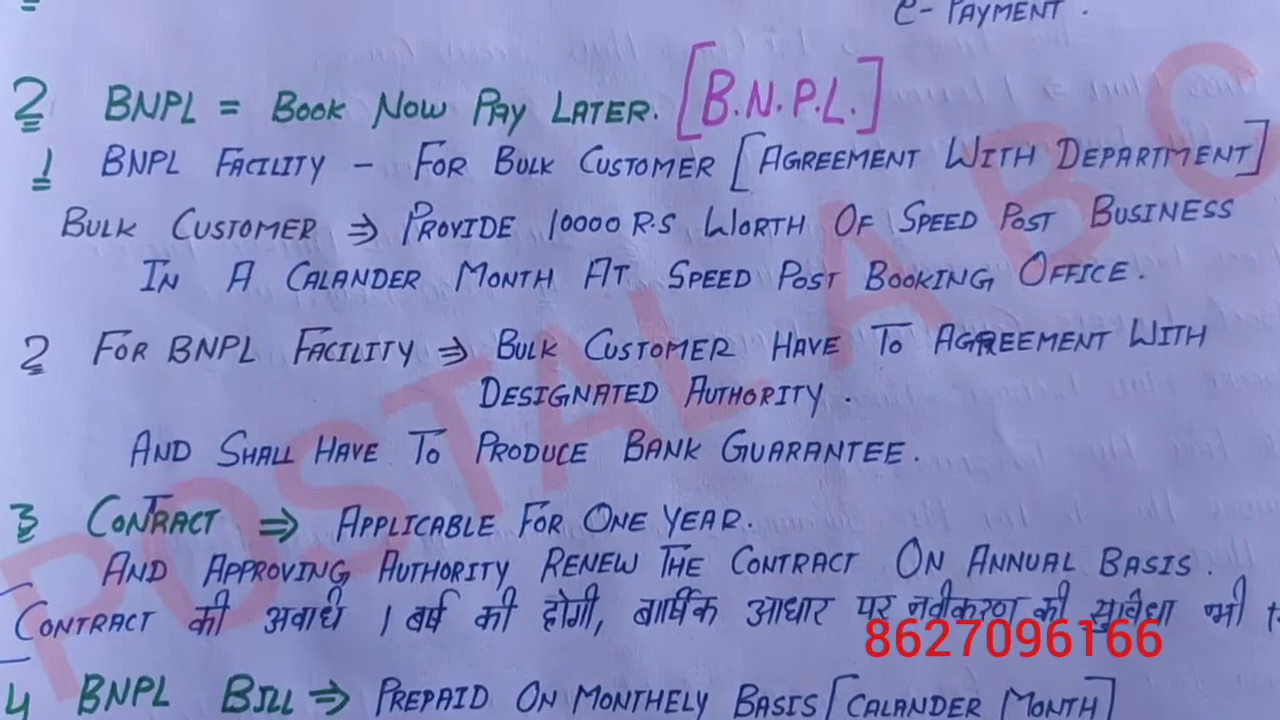 e- PAYMENT.
2 BNPL = BOOK NOW PAY LATER. [B.N.P.L.]
1 BNPL FACILITY - FOR BULK CUSTOMER [AGREEMENT WITH DEPARTMENT]
BULK CUSTOMER ⇒ PROVIDE 10000 R.S WORTH OF SPEED POST BUSINESS
IN A CALANDER MONTH AT SPEED POST BOOKING OFFICE.
2 FOR BNPL FACILITY ⇒ BULK CUSTOMER HAVE TO AGREEMENT WITH
DESIGNATED AUTHORITY.
AND SHALL HAVE TO PRODUCE BANK GUARANTEE.
3 CONTRACT ⇒ APPLICABLE FOR ONE YEAR.
AND APPROVING AUTHORITY RENEW THE CONTRACT ON ANNUAL BASIS.
[CONTRACT की अवधि 1 बर्ष की होगी, बार्षिक आधार पर नवीकरण की सुविधा भी
8627096166
4 BNPL BILL ⇒ PREPAID ON MONTHELY BASIS [CALANDER MONTH]
POSTAL A B C